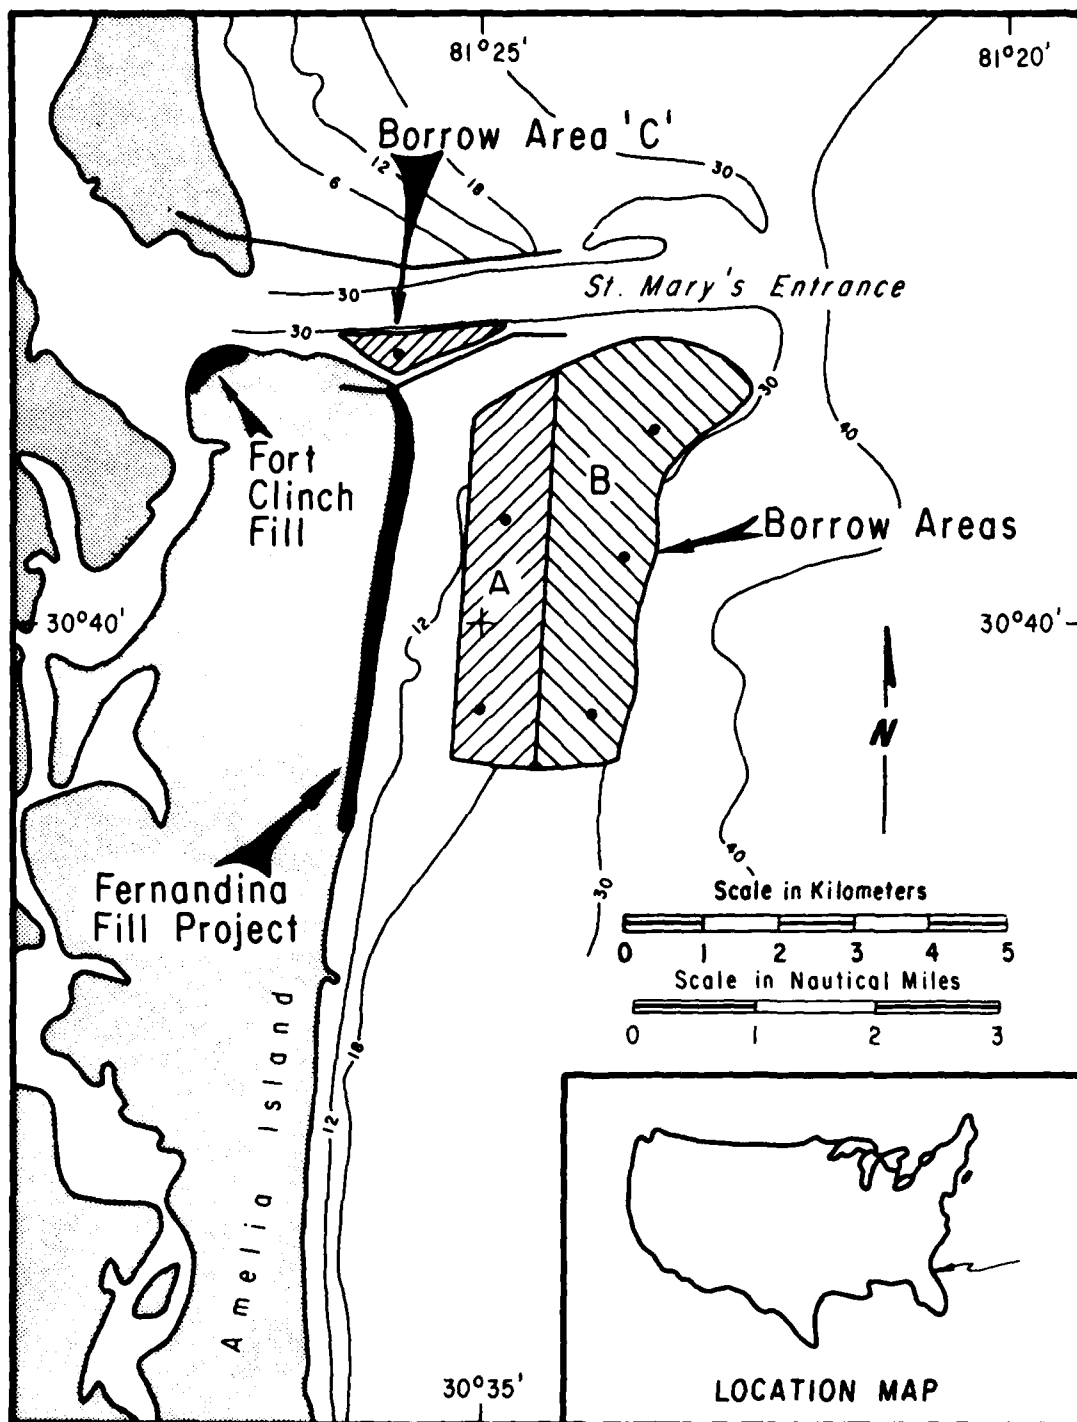 81°25'
81°20'
Borrow Area 'C'
12
18
30
6
St. Mary's Entrance
30
30
30
40
Fort
Clinch
Fill
B
Borrow Areas
A
30°40'
12
30°40'
N
40
Fernandina
Fill Project
30
Scale in Kilometers
0 1 2 3 4 5
Scale in Nautical Miles
0 1 2 3
18
12
Amelia Island
30°35'
LOCATION MAP